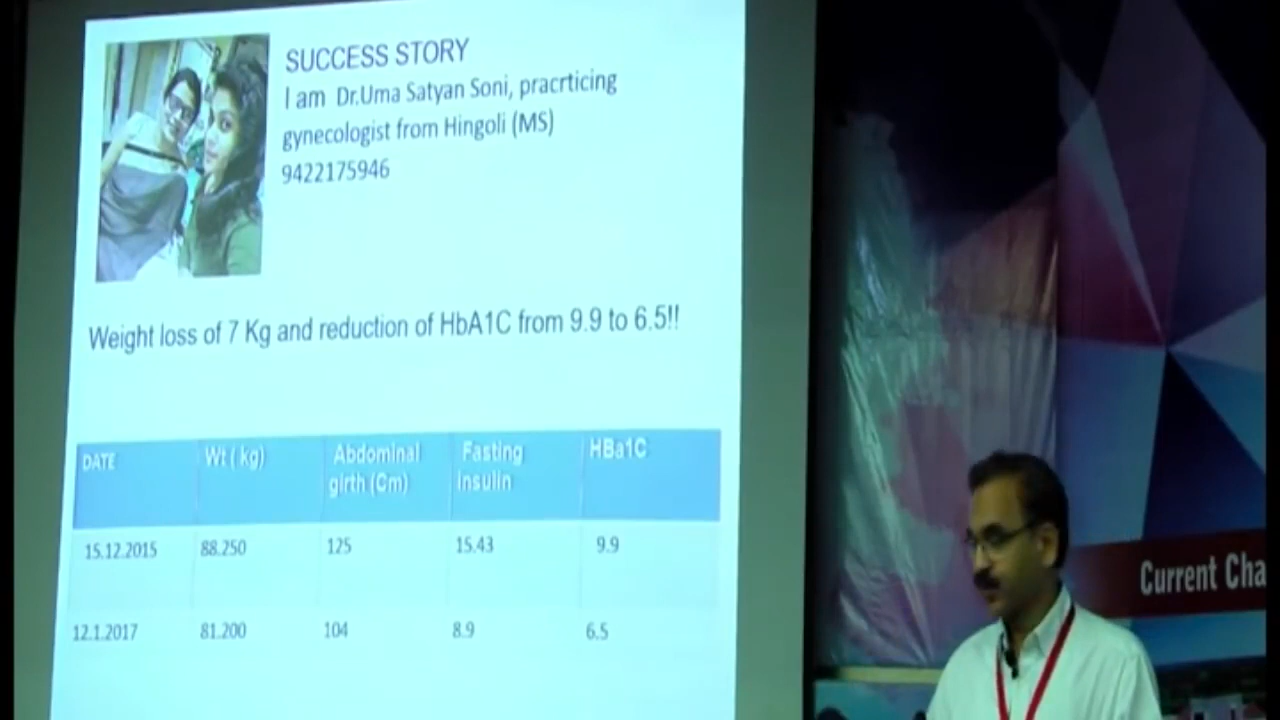 SUCCESS STORY
I am Dr.Uma Satyan Soni, pracrticing
gynecologist from Hingoli (MS)
9422175946
Weight loss of 7 Kg and reduction of HbA1C from 9.9 to 6.5!!
DATE Wt ( kg) Abdominal girth (Cm) Fasting insulin HBa1C
15.12.2015 88.250 125 15.43 9.9
12.1.2017 81.200 104 8.9 6.5
Current Cha